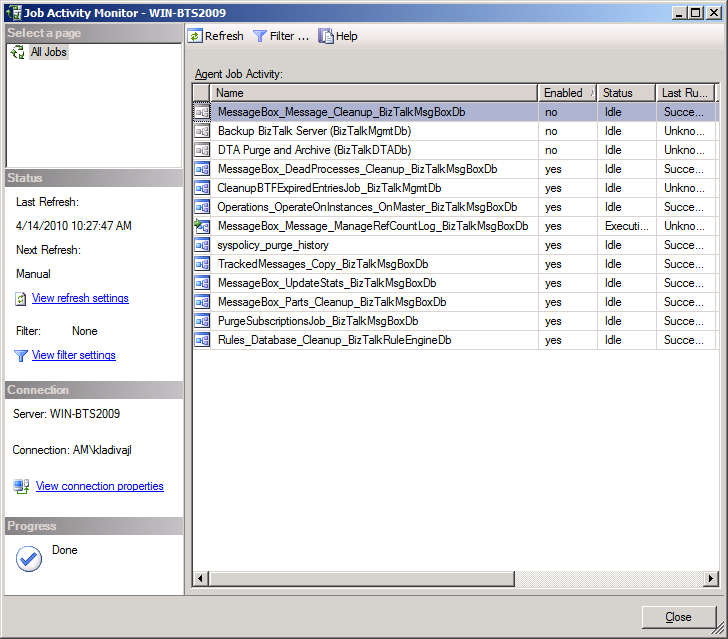 Job Activity Monitor - WIN-BTS2009
Select a page
All Jobs
Status
Last Refresh:
4/14/2010 10:27:47 AM
Next Refresh:
Manual
View refresh settings
Filter: None
View filter settings
Connection
Server: WIN-BTS2009
Connection: AM\kladivajl
View connection properties
Progress
Done
Refresh Filter ... Help
Agent Job Activity:
Name Enabled Status Last Ru...
MessageBox_Message_Cleanup_BizTalkMsgBoxDb no Idle Succe...
Backup BizTalk Server (BizTalkMgmtDb) no Idle Unkno...
DTA Purge and Archive (BizTalkDTADb) no Idle Unkno...
MessageBox_DeadProcesses_Cleanup_BizTalkMsgBoxDb yes Idle Succe...
CleanupBTFExpiredEntriesJob_BizTalkMgmtDb yes Idle Succe...
Operations_OperateOnInstances_OnMaster_BizTalkMsgBoxDb yes Idle Succe...
MessageBox_Message_ManageRefCountLog_BizTalkMsgBoxDb yes Executi... Unkno...
syspolicy_purge_history yes Idle Succe...
TrackedMessages_Copy_BizTalkMsgBoxDb yes Idle Succe...
MessageBox_UpdateStats_BizTalkMsgBoxDb yes Idle Succe...
MessageBox_Parts_Cleanup_BizTalkMsgBoxDb yes Idle Succe...
PurgeSubscriptionsJob_BizTalkMsgBoxDb yes Idle Succe...
Rules_Database_Cleanup_BizTalkRuleEngineDb yes Idle Succe...
Close